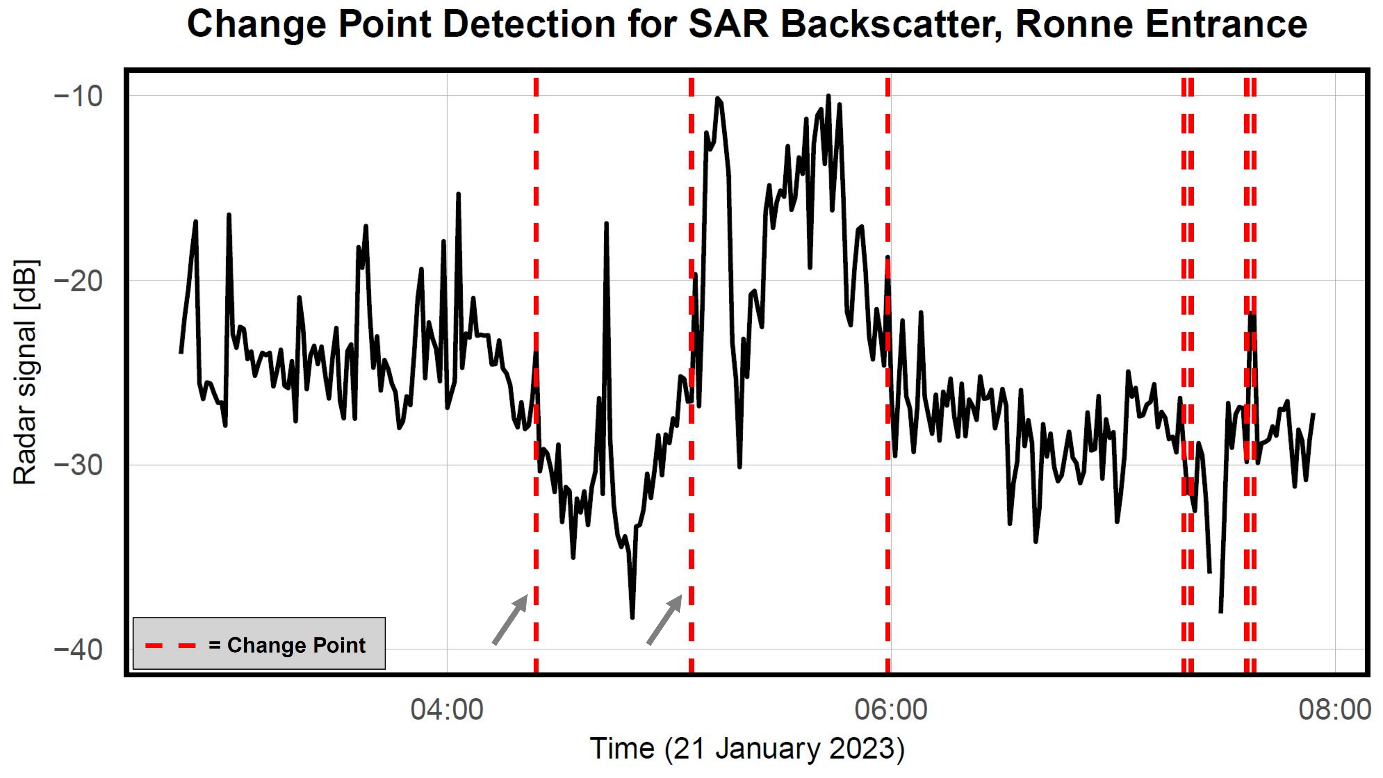 Change Point Detection for SAR Backscatter, Ronne Entrance
Radar signal [dB]
−10
−20
−30
−40
= Change Point
04:00 06:00 08:00
Time (21 January 2023)